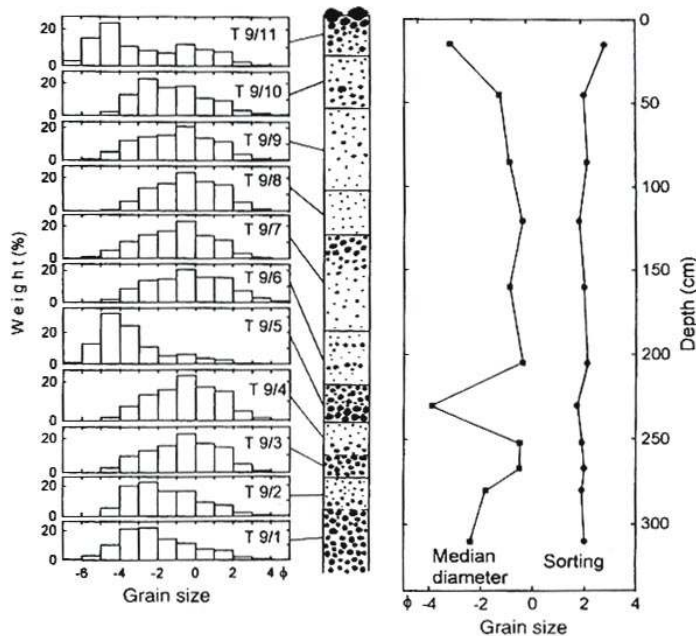 20
0
T 9/11
20
0
T 9/10
20
0
T 9/9
20
0
T 9/8
20
0
T 9/7
20
0
T 9/6
20
0
T 9/5
20
0
T 9/4
20
0
T 9/3
20
0
T 9/2
20
0
T 9/1
Weight (%)
-6 -4 -2 0 2 4 ϕ
Grain size
0
50
100
150
200
250
300
Depth (cm)
Median
diameter
Sorting
ϕ -4 -2 0 2 4
Grain size